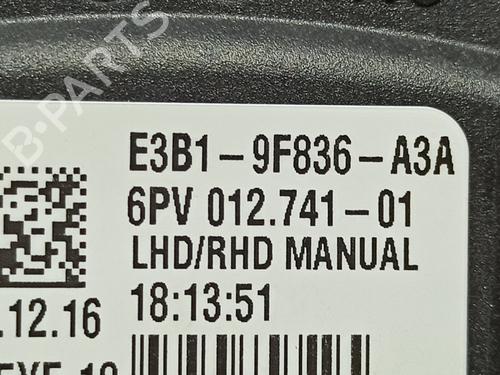 B-PARTS
E3B1-9F836-A3A
6PV 012.741-01
LHD/RHD MANUAL
18:13:51
.12.16